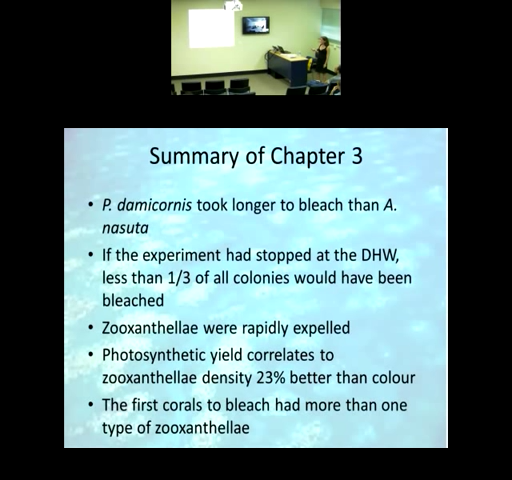 Summary of Chapter 3
• P. damicornis took longer to bleach than A.
nasuta
• If the experiment had stopped at the DHW,
less than 1/3 of all colonies would have been
bleached
• Zooxanthellae were rapidly expelled
• Photosynthetic yield correlates to
zooxanthellae density 23% better than colour
• The first corals to bleach had more than one
type of zooxanthellae